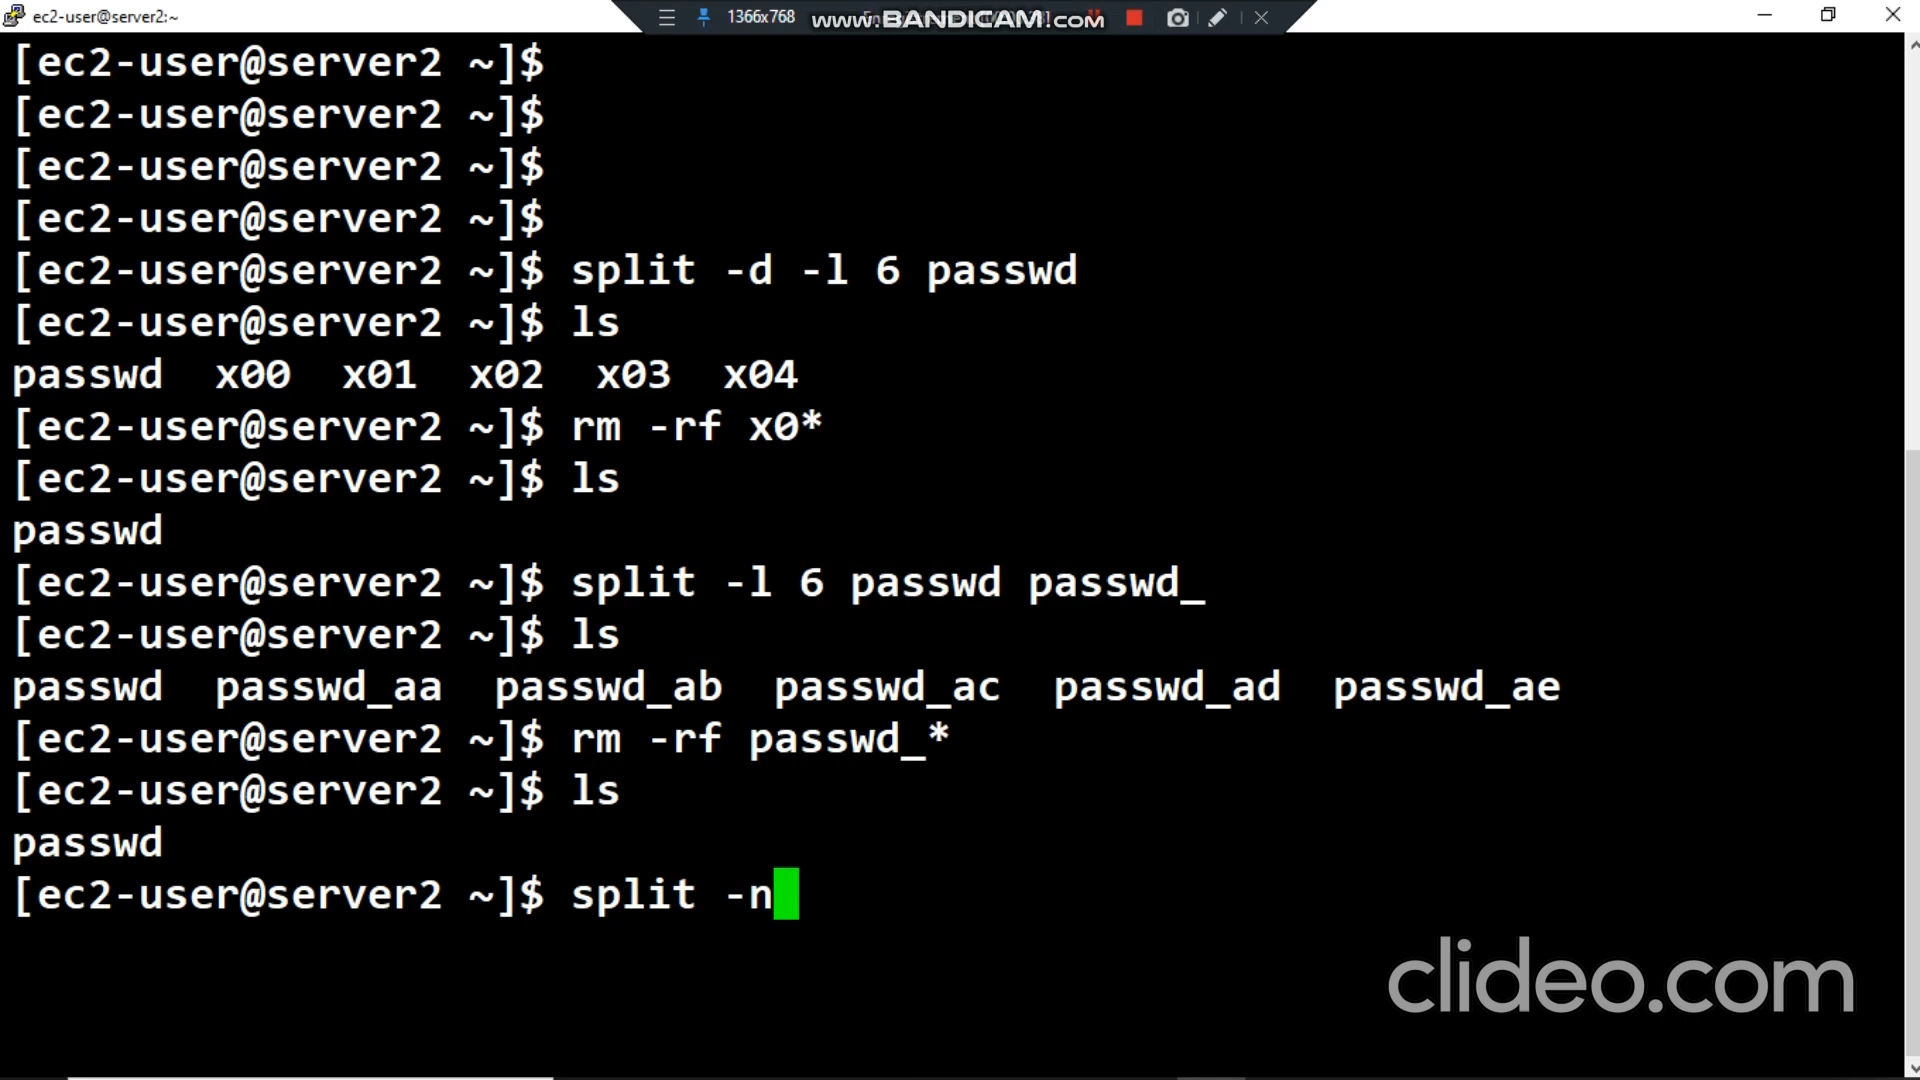 ec2-user@server2:~
1366x768
www.BANDICAM.com
[ec2-user@server2 ~]$
[ec2-user@server2 ~]$
[ec2-user@server2 ~]$
[ec2-user@server2 ~]$
[ec2-user@server2 ~]$ split -d -l 6 passwd
[ec2-user@server2 ~]$ ls
passwd  x00  x01  x02  x03  x04
[ec2-user@server2 ~]$ rm -rf x0*
[ec2-user@server2 ~]$ ls
passwd
[ec2-user@server2 ~]$ split -l 6 passwd passwd_
[ec2-user@server2 ~]$ ls
passwd  passwd_aa  passwd_ab  passwd_ac  passwd_ad  passwd_ae
[ec2-user@server2 ~]$ rm -rf passwd_*
[ec2-user@server2 ~]$ ls
passwd
[ec2-user@server2 ~]$ split -n
clideo.com